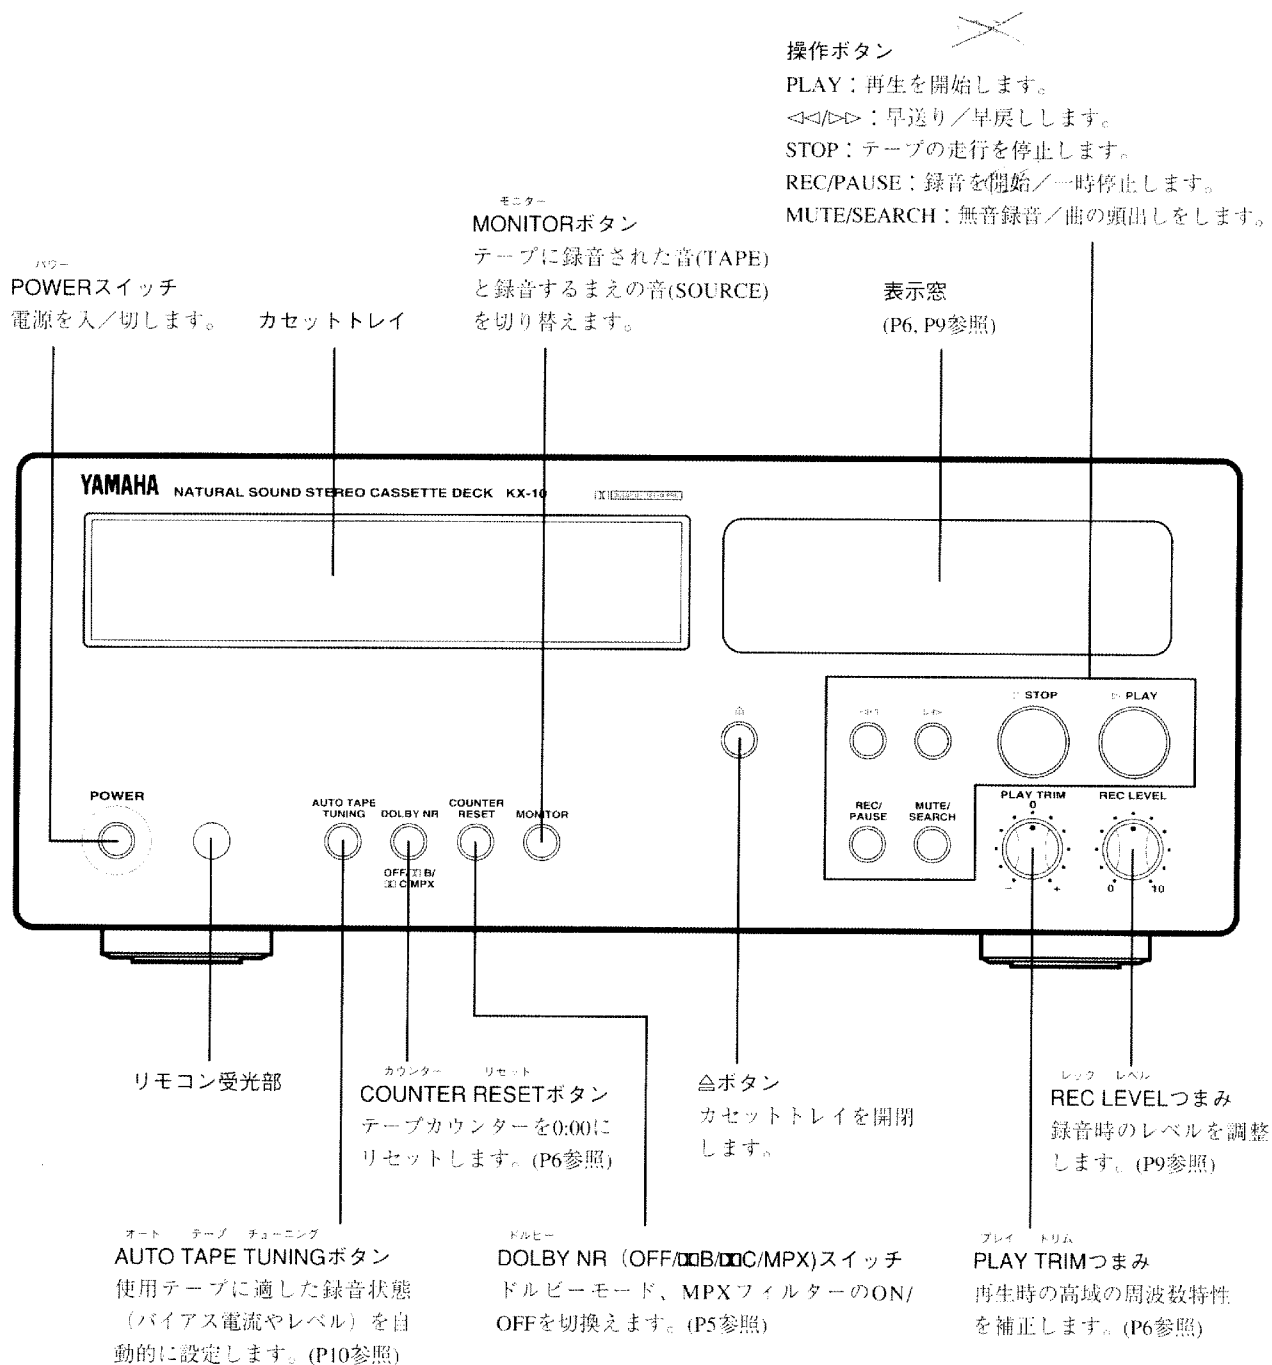 操作ボタン
PLAY：再生を開始します。
◁◁/▷▷：早送り／早戻しします。
STOP：テープの走行を停止します。
REC/PAUSE：録音を開始／一時停止します。
MUTE/SEARCH：無音録音／曲の頭出しをします。
モニター
MONITORボタン
テープに録音された音(TAPE)
と録音するまえの音(SOURCE)
を切り替えます。
パワー
POWERスイッチ
電源を入／切します。
カセットトレイ
表示窓
(P6, P9参照)
YAMAHA NATURAL SOUND STEREO CASSETTE DECK KX-10
□ STOP
▷ PLAY
POWER
AUTO TAPE
TUNING
DOLBY NR
COUNTER
RESET
MONITOR
OFF/B/
C/MPX
REC/
PAUSE
MUTE/
SEARCH
PLAY TRIM
0
− +
REC LEVEL
0 10
リモコン受光部
カウンター リセット
COUNTER RESETボタン
テープカウンターを0:00に
リセットします。(P6参照)
≙ボタン
カセットトレイを開閉
します。
レック レベル
REC LEVELつまみ
録音時のレベルを調整
します。(P9参照)
オート テープ チューニング
AUTO TAPE TUNINGボタン
使用テープに適した録音状態
（バイアス電流やレベル）を自
動的に設定します。(P10参照)
ドルビー
DOLBY NR（OFF/B/C/MPX)スイッチ
ドルビーモード、MPXフィルターのON/
OFFを切換えます。(P5参照)
プレイ トリム
PLAY TRIMつまみ
再生時の高域の周波数特性
を補正します。(P6参照)